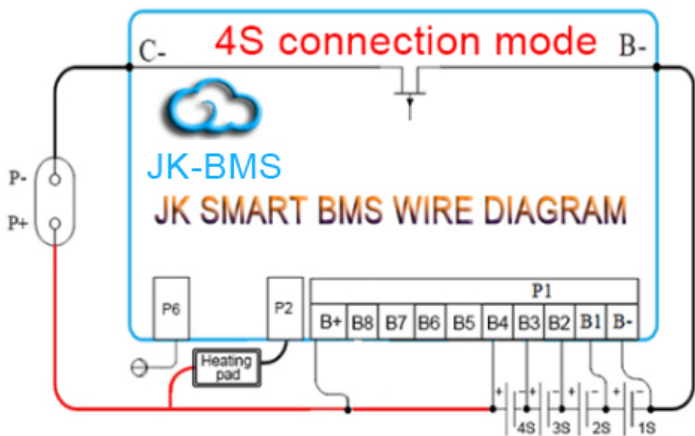 4S connection mode
C-
B-
JK-BMS
P-
P+
JK SMART BMS WIRE DIAGRAM
P1
P6
P2
B+ B8 B7 B6 B5 B4 B3 B2 B1 B-
Heating
pad
+ - + - + - + -
4S 3S 2S 1S